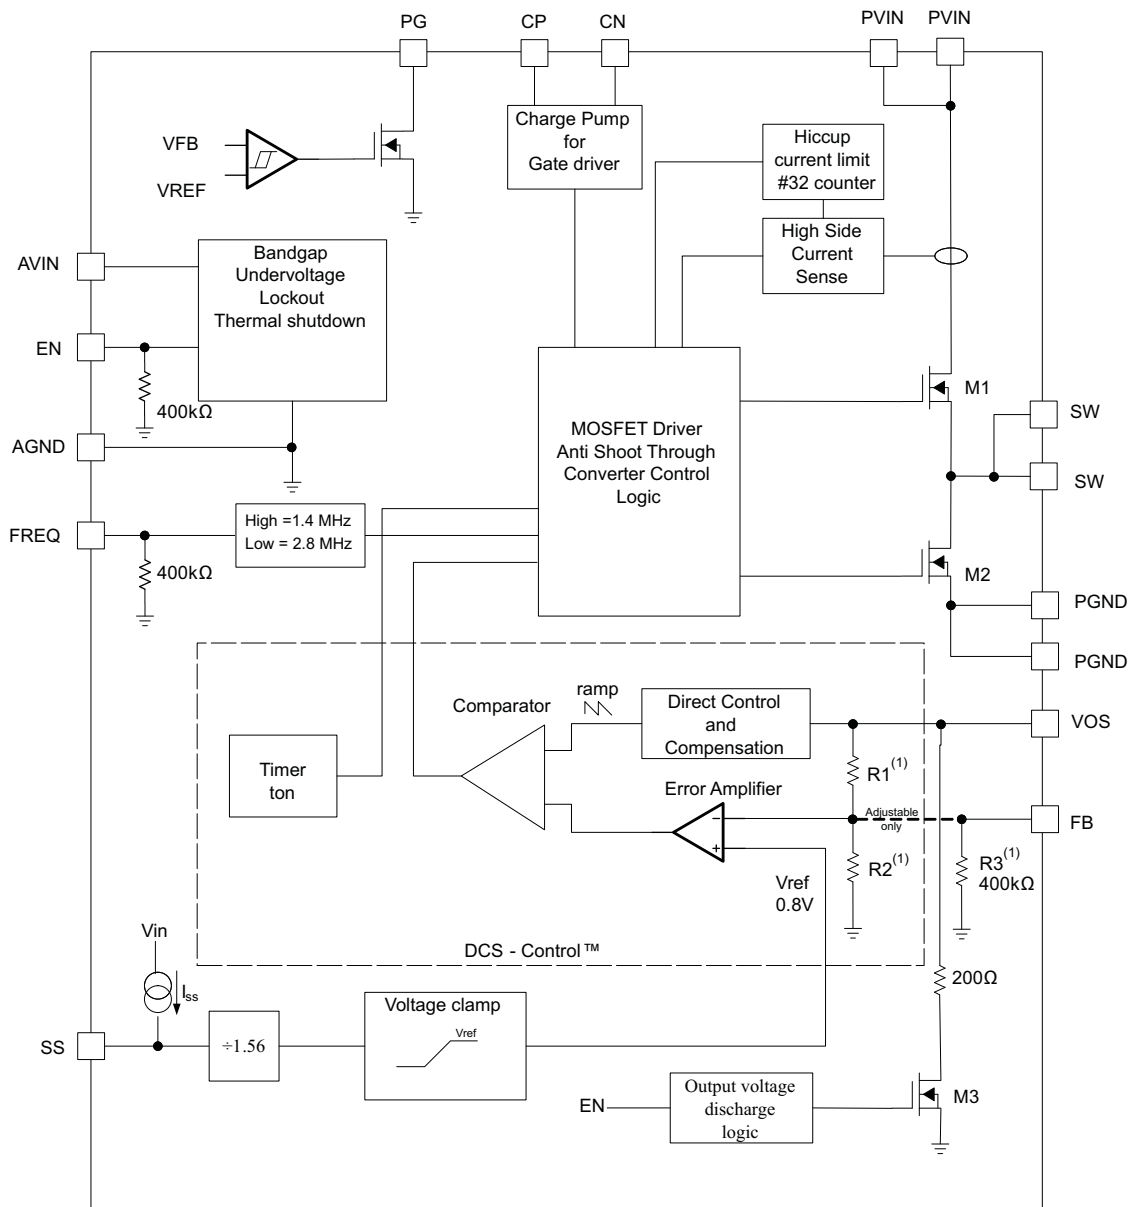 PG
CP
CN
PVIN
PVIN
VFB
VREF
Charge Pump
for
Gate driver
Hiccup
current limit
#32 counter
High Side
Current
Sense
AVIN
Bandgap
Undervoltage
Lockout
Thermal shutdown
EN
400kΩ
AGND
M1
SW
SW
MOSFET Driver
Anti Shoot Through
Converter Control
Logic
FREQ
High =1.4 MHz
Low = 2.8 MHz
400kΩ
M2
PGND
PGND
Comparator
ramp
Direct Control
and
Compensation
VOS
Timer
ton
Error Amplifier
R1(1)
Adjustable
only
FB
−
+
R2(1)
R3(1)
400kΩ
Vref
0.8V
DCS - Control™
Vin
Iss
200Ω
SS
÷1.56
Voltage clamp
Vref
EN
Output voltage
discharge
logic
M3